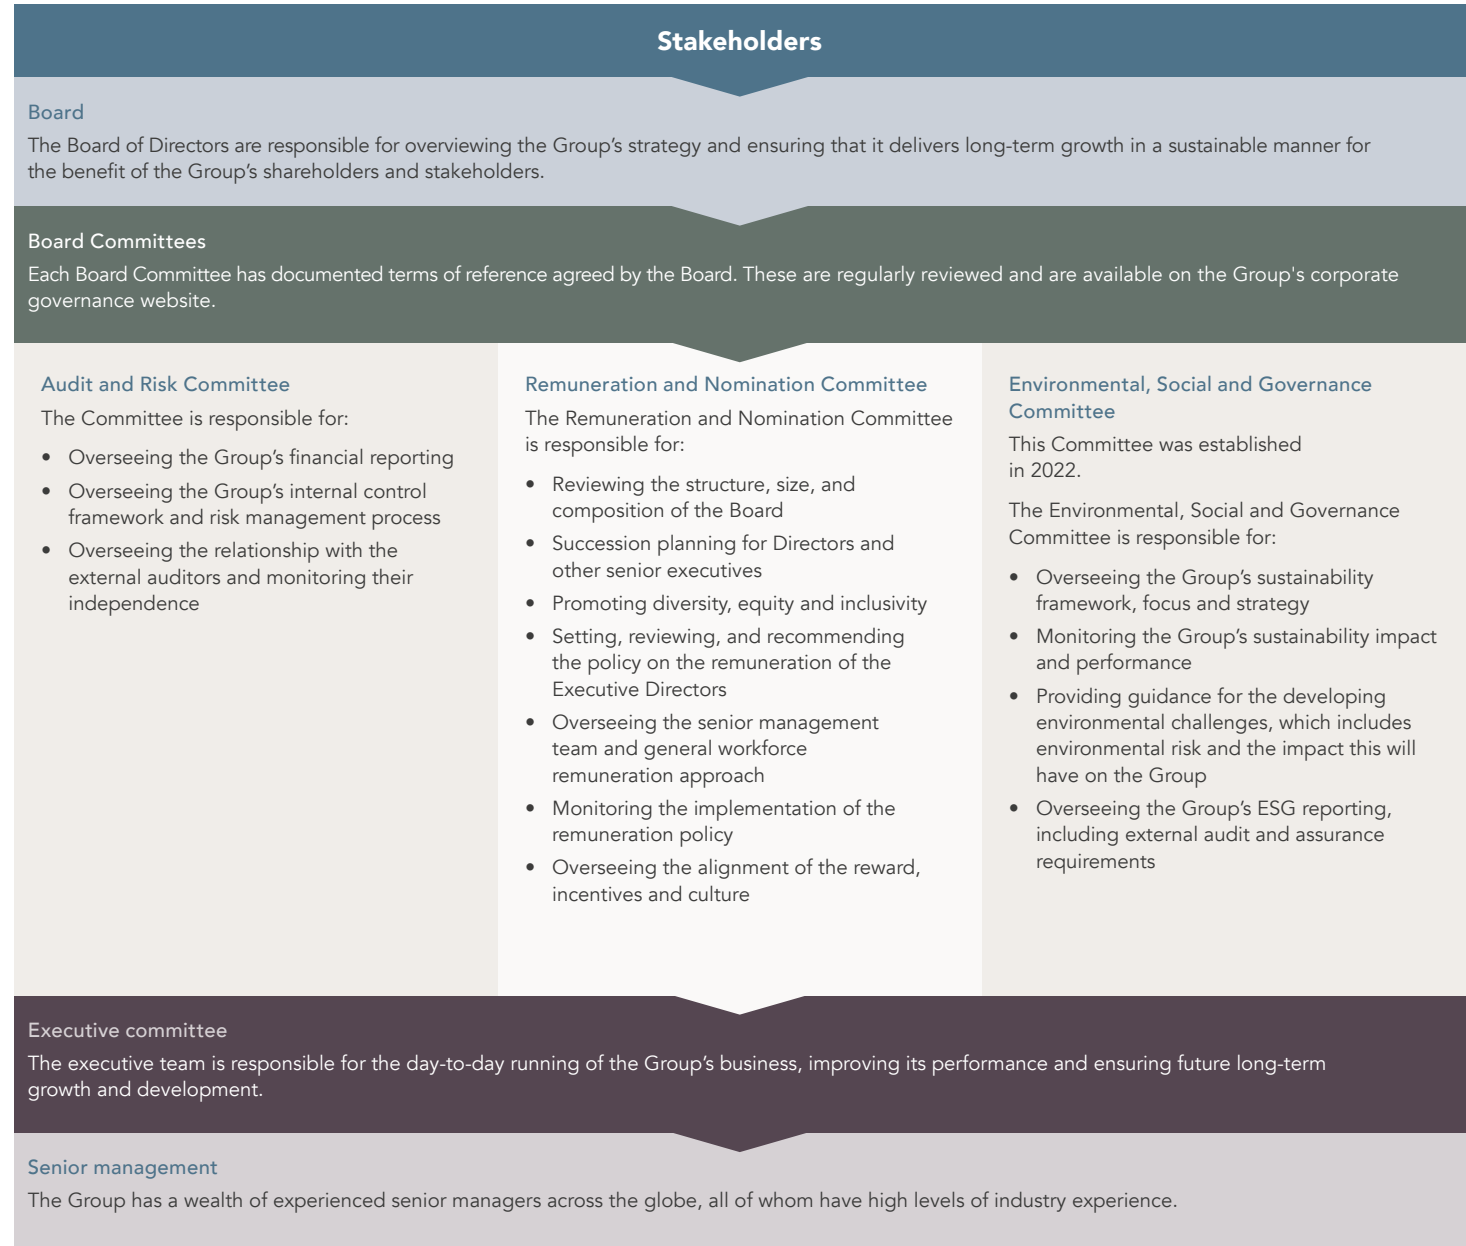 Stakeholders
Board
The Board of Directors are responsible for overviewing the Group’s strategy and ensuring that it delivers long-term growth in a sustainable manner for
the benefit of the Group’s shareholders and stakeholders.
Board Committees
Each Board Committee has documented terms of reference agreed by the Board. These are regularly reviewed and are available on the Group's corporate
governance website.
Audit and Risk Committee
The Committee is responsible for:
• Overseeing the Group’s financial reporting
• Overseeing the Group’s internal control
framework and risk management process
• Overseeing the relationship with the
external auditors and monitoring their
independence
Remuneration and Nomination Committee
The Remuneration and Nomination Committee
is responsible for:
• Reviewing the structure, size, and
composition of the Board
• Succession planning for Directors and
other senior executives
• Promoting diversity, equity and inclusivity
• Setting, reviewing, and recommending
the policy on the remuneration of the
Executive Directors
• Overseeing the senior management
team and general workforce
remuneration approach
• Monitoring the implementation of the
remuneration policy
• Overseeing the alignment of the reward,
incentives and culture
Environmental, Social and Governance
Committee
This Committee was established
in 2022.
The Environmental, Social and Governance
Committee is responsible for:
• Overseeing the Group’s sustainability
framework, focus and strategy
• Monitoring the Group’s sustainability impact
and performance
• Providing guidance for the developing
environmental challenges, which includes
environmental risk and the impact this will
have on the Group
• Overseeing the Group’s ESG reporting,
including external audit and assurance
requirements
Executive committee
The executive team is responsible for the day-to-day running of the Group’s business, improving its performance and ensuring future long-term
growth and development.
Senior management
The Group has a wealth of experienced senior managers across the globe, all of whom have high levels of industry experience.